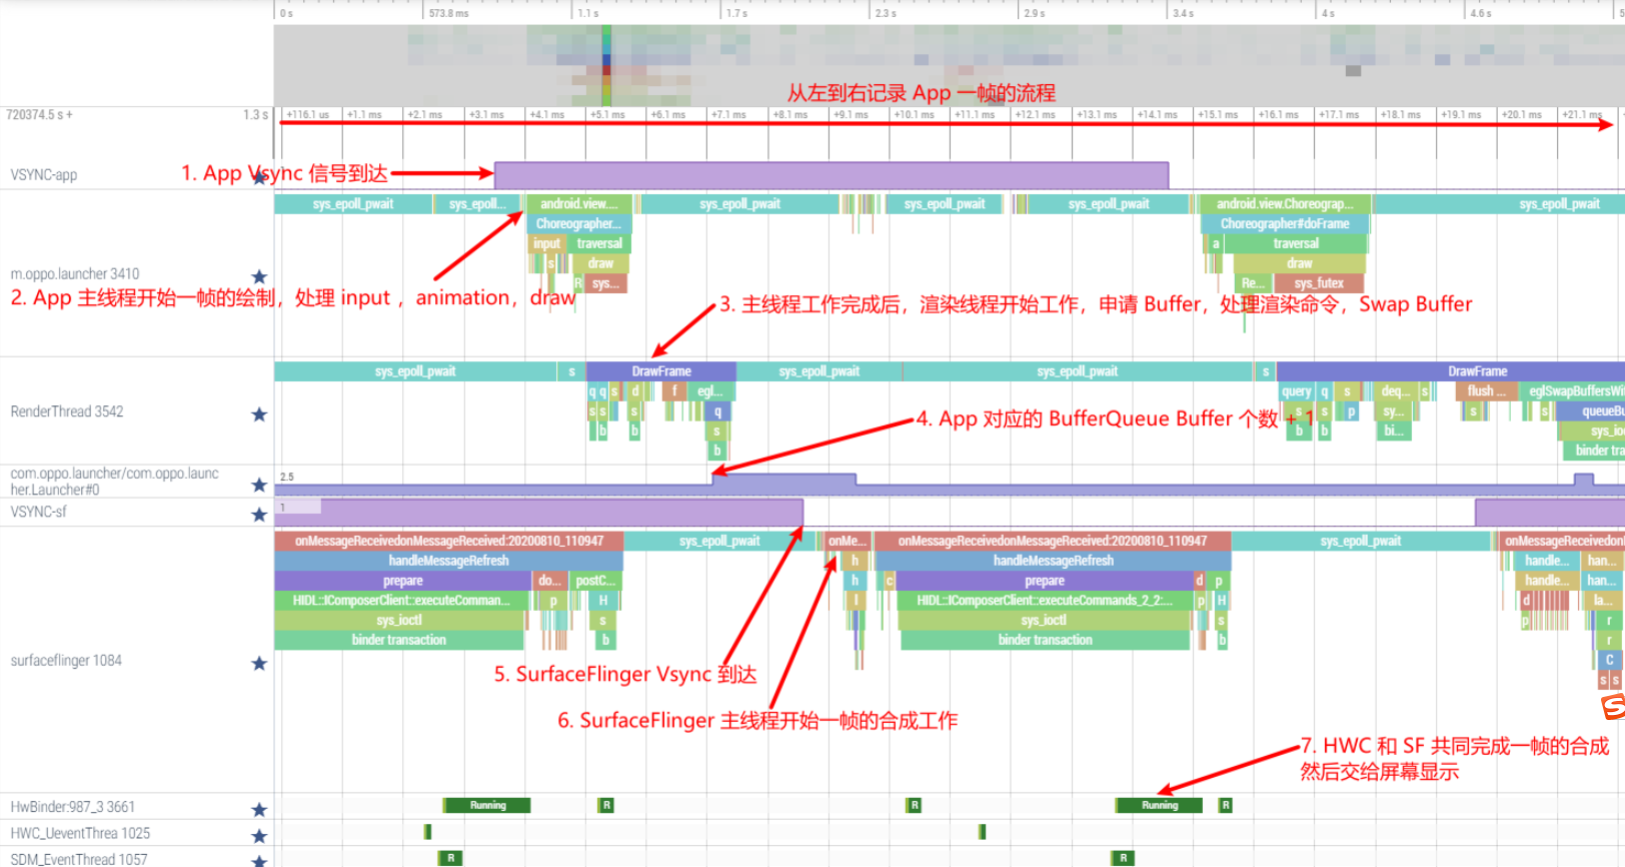 0 s 573.8 ms 1.1 s 1.7 s 2.3 s 2.9 s 3.4 s 4 s 4.6 s 5
从左到右记录 App 一帧的流程
720374.5 s + 1.3 s +116.1 us +1.1 ms +2.1 ms +3.1 ms +4.1 ms +5.1 ms +6.1 ms +7.1 ms +8.1 ms +9.1 ms +10.1 ms +11.1 ms +12.1 ms +13.1 ms +14.1 ms +15.1 ms +16.1 ms +17.1 ms +18.1 ms +19.1 ms +20.1 ms +21.1 ms
VSYNC-app
1. App Vsync 信号到达
sys_epoll_pwait sys_epoll... android.view.... sys_epoll_pwait sys_epoll_pwait sys_epoll_pwait android.view.Choreograp... sys_epoll_pwait
Choreographer... Choreographer#doFrame
input traversal a traversal
s draw draw
m.oppo.launcher 3410
R sys... Re... sys_futex
2. App 主线程开始一帧的绘制，处理 input ，animation，draw
3. 主线程工作完成后，渲染线程开始工作，申请 Buffer，处理渲染命令，Swap Buffer
sys_epoll_pwait s DrawFrame sys_epoll_pwait sys_epoll_pwait s DrawFrame
q q s d f egl... query q s deq... s flush ... eglSwapBuffersWi
RenderThread 3542
s s s q s s p sy... s s queueBu
b b s b b bi... sys_io
b binder tra
4. App 对应的 BufferQueue Buffer 个数 + 1
com.oppo.launcher/com.oppo.launc
her.Launcher#0
2.5
VSYNC-sf
1
onMessageReceivedonMessageReceived:20200810_110947 sys_epoll_pwait onMe... onMessageReceivedonMessageReceived:20200810_110947 sys_epoll_pwait onMessageReceivedon
handleMessageRefresh h handleMessageRefresh handle... han...
prepare do... postC... h c prepare d p handle... han...
HIDL::IComposerClient::executeComman... p H l HIDL::IComposerClient::executeCommands_2_2:... p H d la...
sys_ioctl s sys_ioctl s p r
binder transaction b binder transaction b r
surfaceflinger 1084
C
s s
5. SurfaceFlinger Vsync 到达
6. SurfaceFlinger 主线程开始一帧的合成工作
7. HWC 和 SF 共同完成一帧的合成
然后交给屏幕显示
HwBinder:987_3 3661 Running R R Running R
HWC_UeventThrea 1025
SDM_EventThread 1057 R R